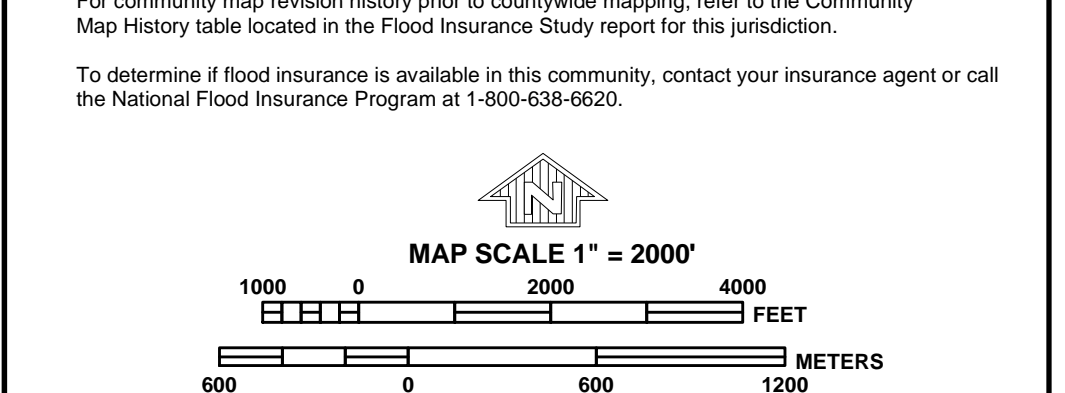 For community map revision history prior to countywide mapping, refer to the Community
Map History table located in the Flood Insurance Study report for this jurisdiction.
To determine if flood insurance is available in this community, contact your insurance agent or call
the National Flood Insurance Program at 1-800-638-6620.
N
MAP SCALE 1" = 2000'
1000 0 2000 4000
FEET
METERS
600 0 600 1200